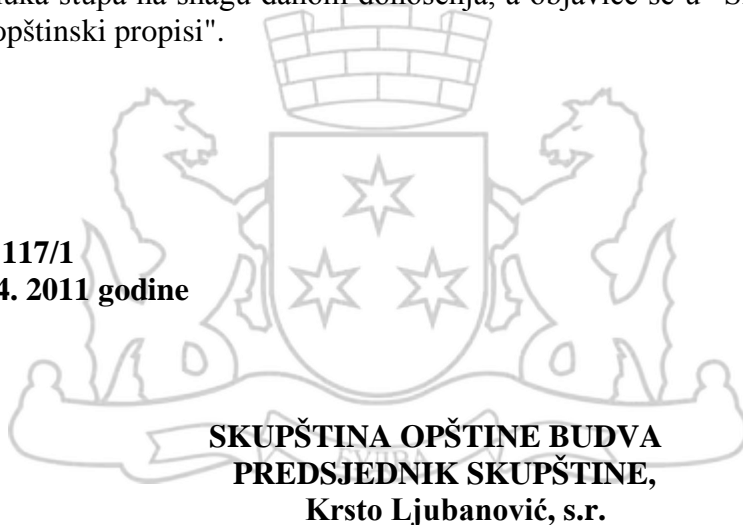 stupa na snagu danom donošenja, a objaviće se u
opštinski propisi".
117/1
4. 2011 godine
SKUPŠTINA OPŠTINE BUDVA
PREDSJEDNIK SKUPŠTINE,
Krsto Ljubanović, s.r.